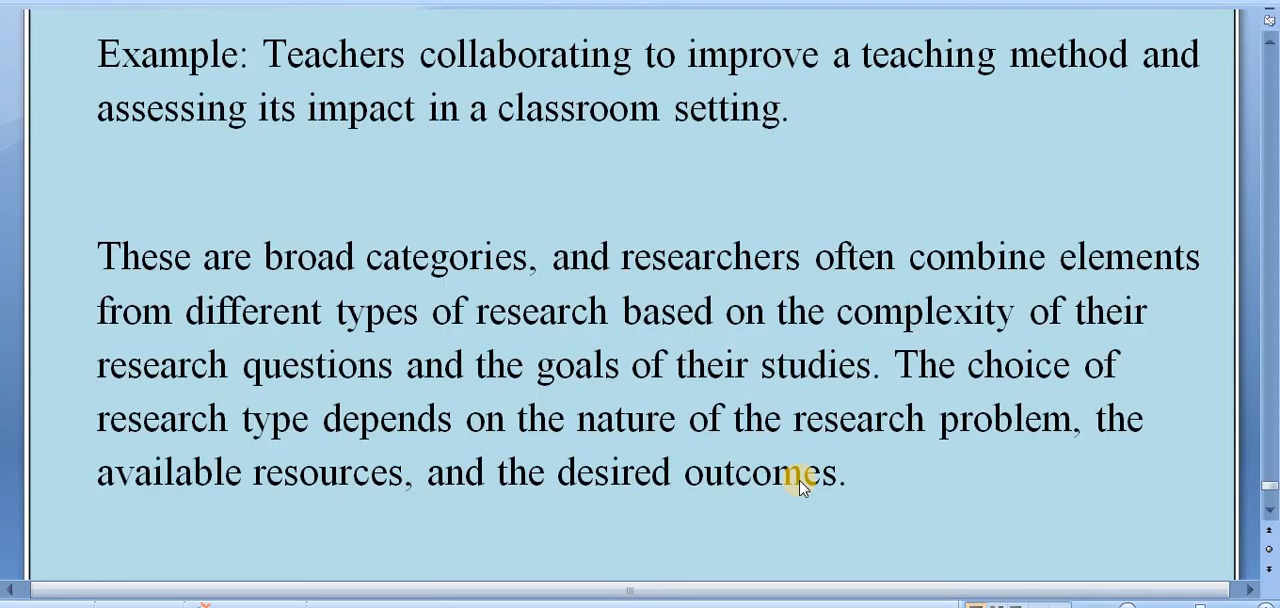 Example: Teachers collaborating to improve a teaching method and
assessing its impact in a classroom setting.
These are broad categories, and researchers often combine elements
from different types of research based on the complexity of their
research questions and the goals of their studies. The choice of
research type depends on the nature of the research problem, the
available resources, and the desired outcomes.